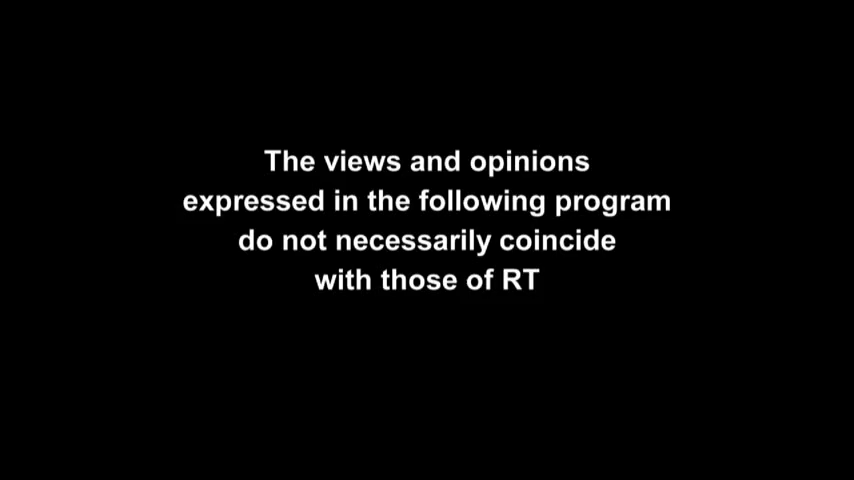 The views and opinions
expressed in the following program
do not necessarily coincide
with those of RT